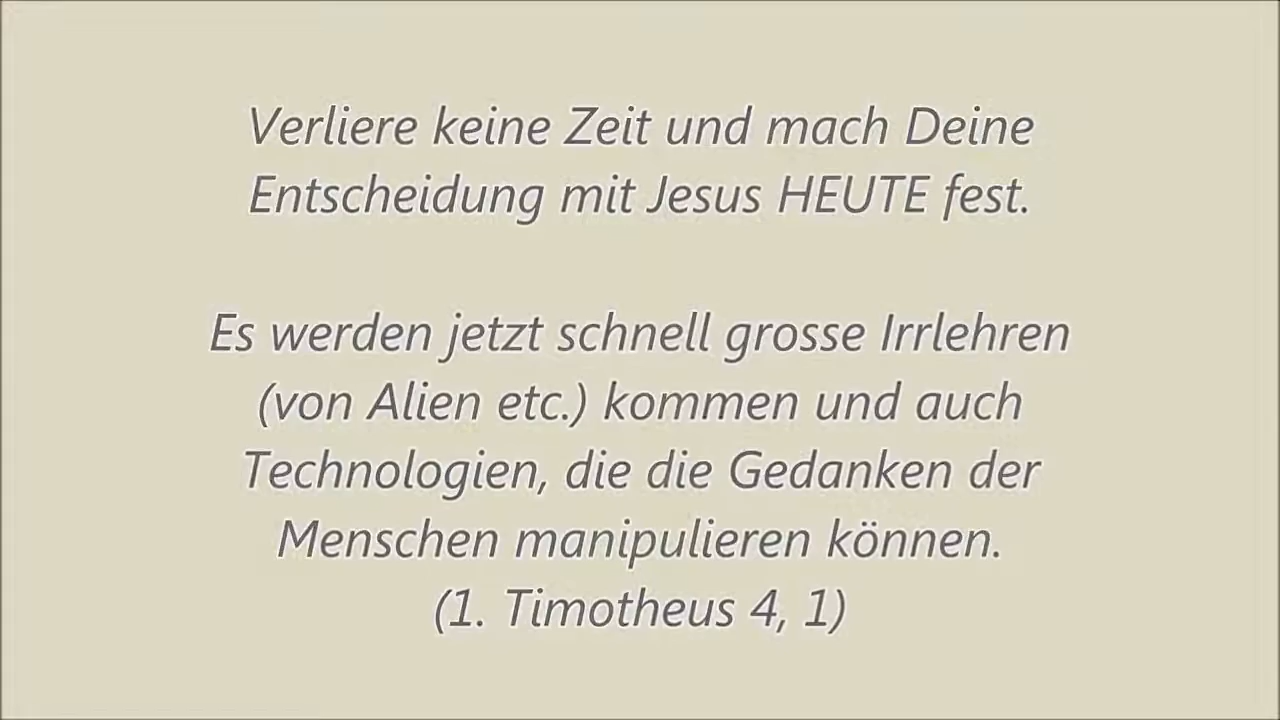 Verliere keine Zeit und mach Deine
Entscheidung mit Jesus HEUTE fest.
Es werden jetzt schnell grosse Irrlehren
(von Alien etc.) kommen und auch
Technologien, die die Gedanken der
Menschen manipulieren können.
(1. Timotheus 4, 1)